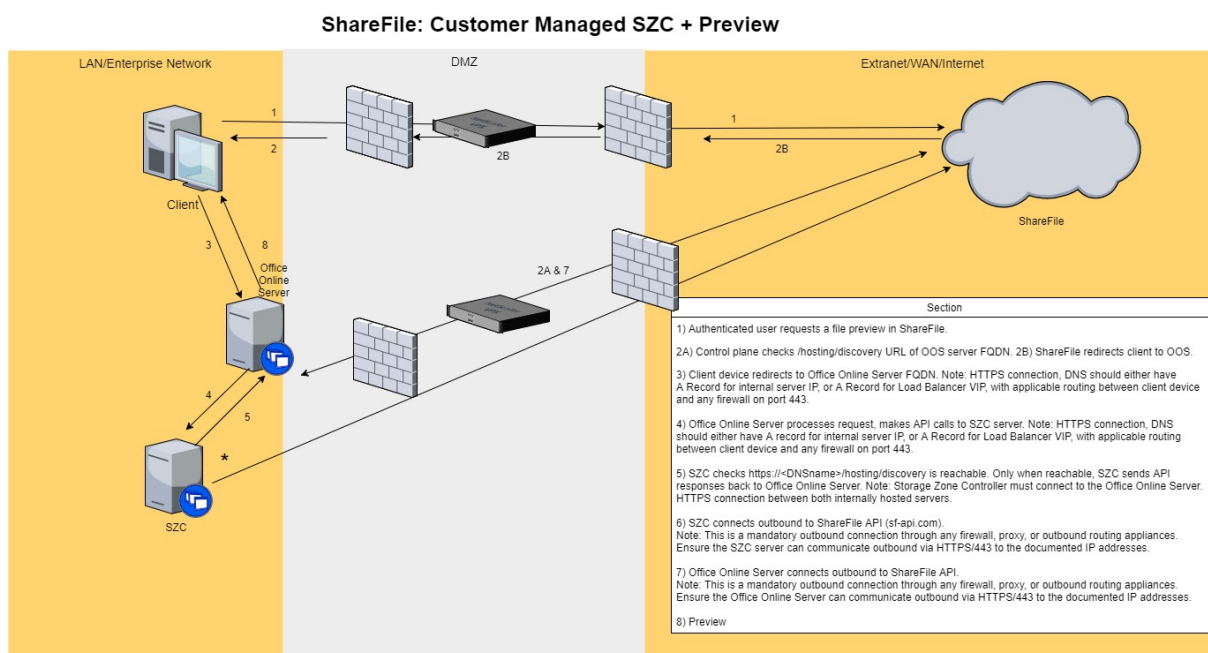 ShareFile: Customer Managed SZC + Preview
LAN/Enterprise Network
DMZ
Extranet/WAN/Internet
1
1
2
2B
2B
Client
ShareFile
3
8
Office
Online
Server
2A & 7
4
5
*
SZC
Section
1) Authenticated user requests a file preview in ShareFile.
2A) Control plane checks /hosting/discovery URL of OOS server FQDN. 2B) ShareFile redirects client to OOS.
3) Client device redirects to Office Online Server FQDN. Note: HTTPS connection, DNS should either have
A Record for internal server IP, or A Record for Load Balancer VIP, with applicable routing between client device
and any firewall on port 443.
4) Office Online Server processes request, makes API calls to SZC server. Note: HTTPS connection, DNS
should either have A record for internal server IP, or A Record for Load Balancer VIP, with applicable routing
between client device and any firewall on port 443.
5) SZC checks https://<DNSname>/hosting/discovery is reachable. Only when reachable, SZC sends API
responses back to Office Online Server. Note: Storage Zone Controller must connect to the Office Online Server.
HTTPS connection between both internally hosted servers.
6) SZC connects outbound to ShareFile API (sf-api.com).
Note: This is a mandatory outbound connection through any firewall, proxy, or outbound routing appliances.
Ensure the SZC server can communicate outbound via HTTPS/443 to the documented IP addresses.
7) Office Online Server connects outbound to ShareFile API.
Note: This is a mandatory outbound connection through any firewall, proxy, or outbound routing appliances.
Ensure the Office Online Server can communicate outbound via HTTPS/443 to the documented IP addresses.
8) Preview